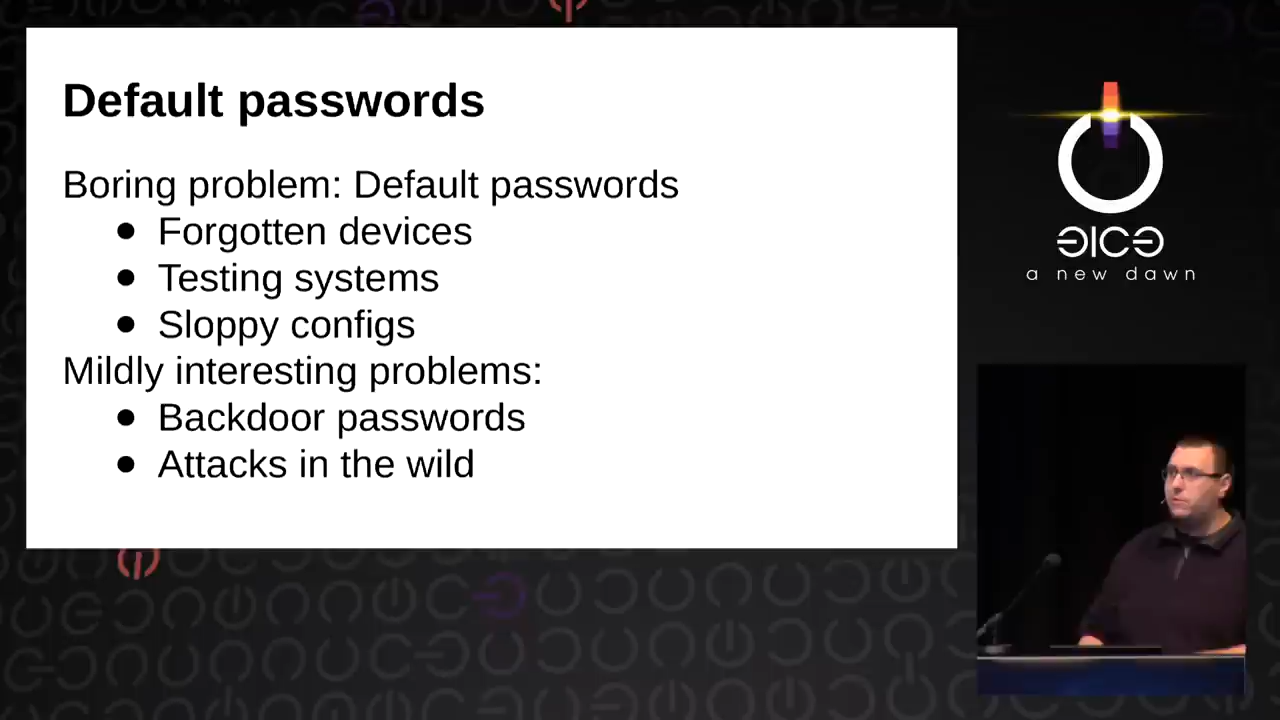 Default passwords
Boring problem: Default passwords
● Forgotten devices
● Testing systems
● Sloppy configs
Mildly interesting problems:
● Backdoor passwords
● Attacks in the wild
a new dawn